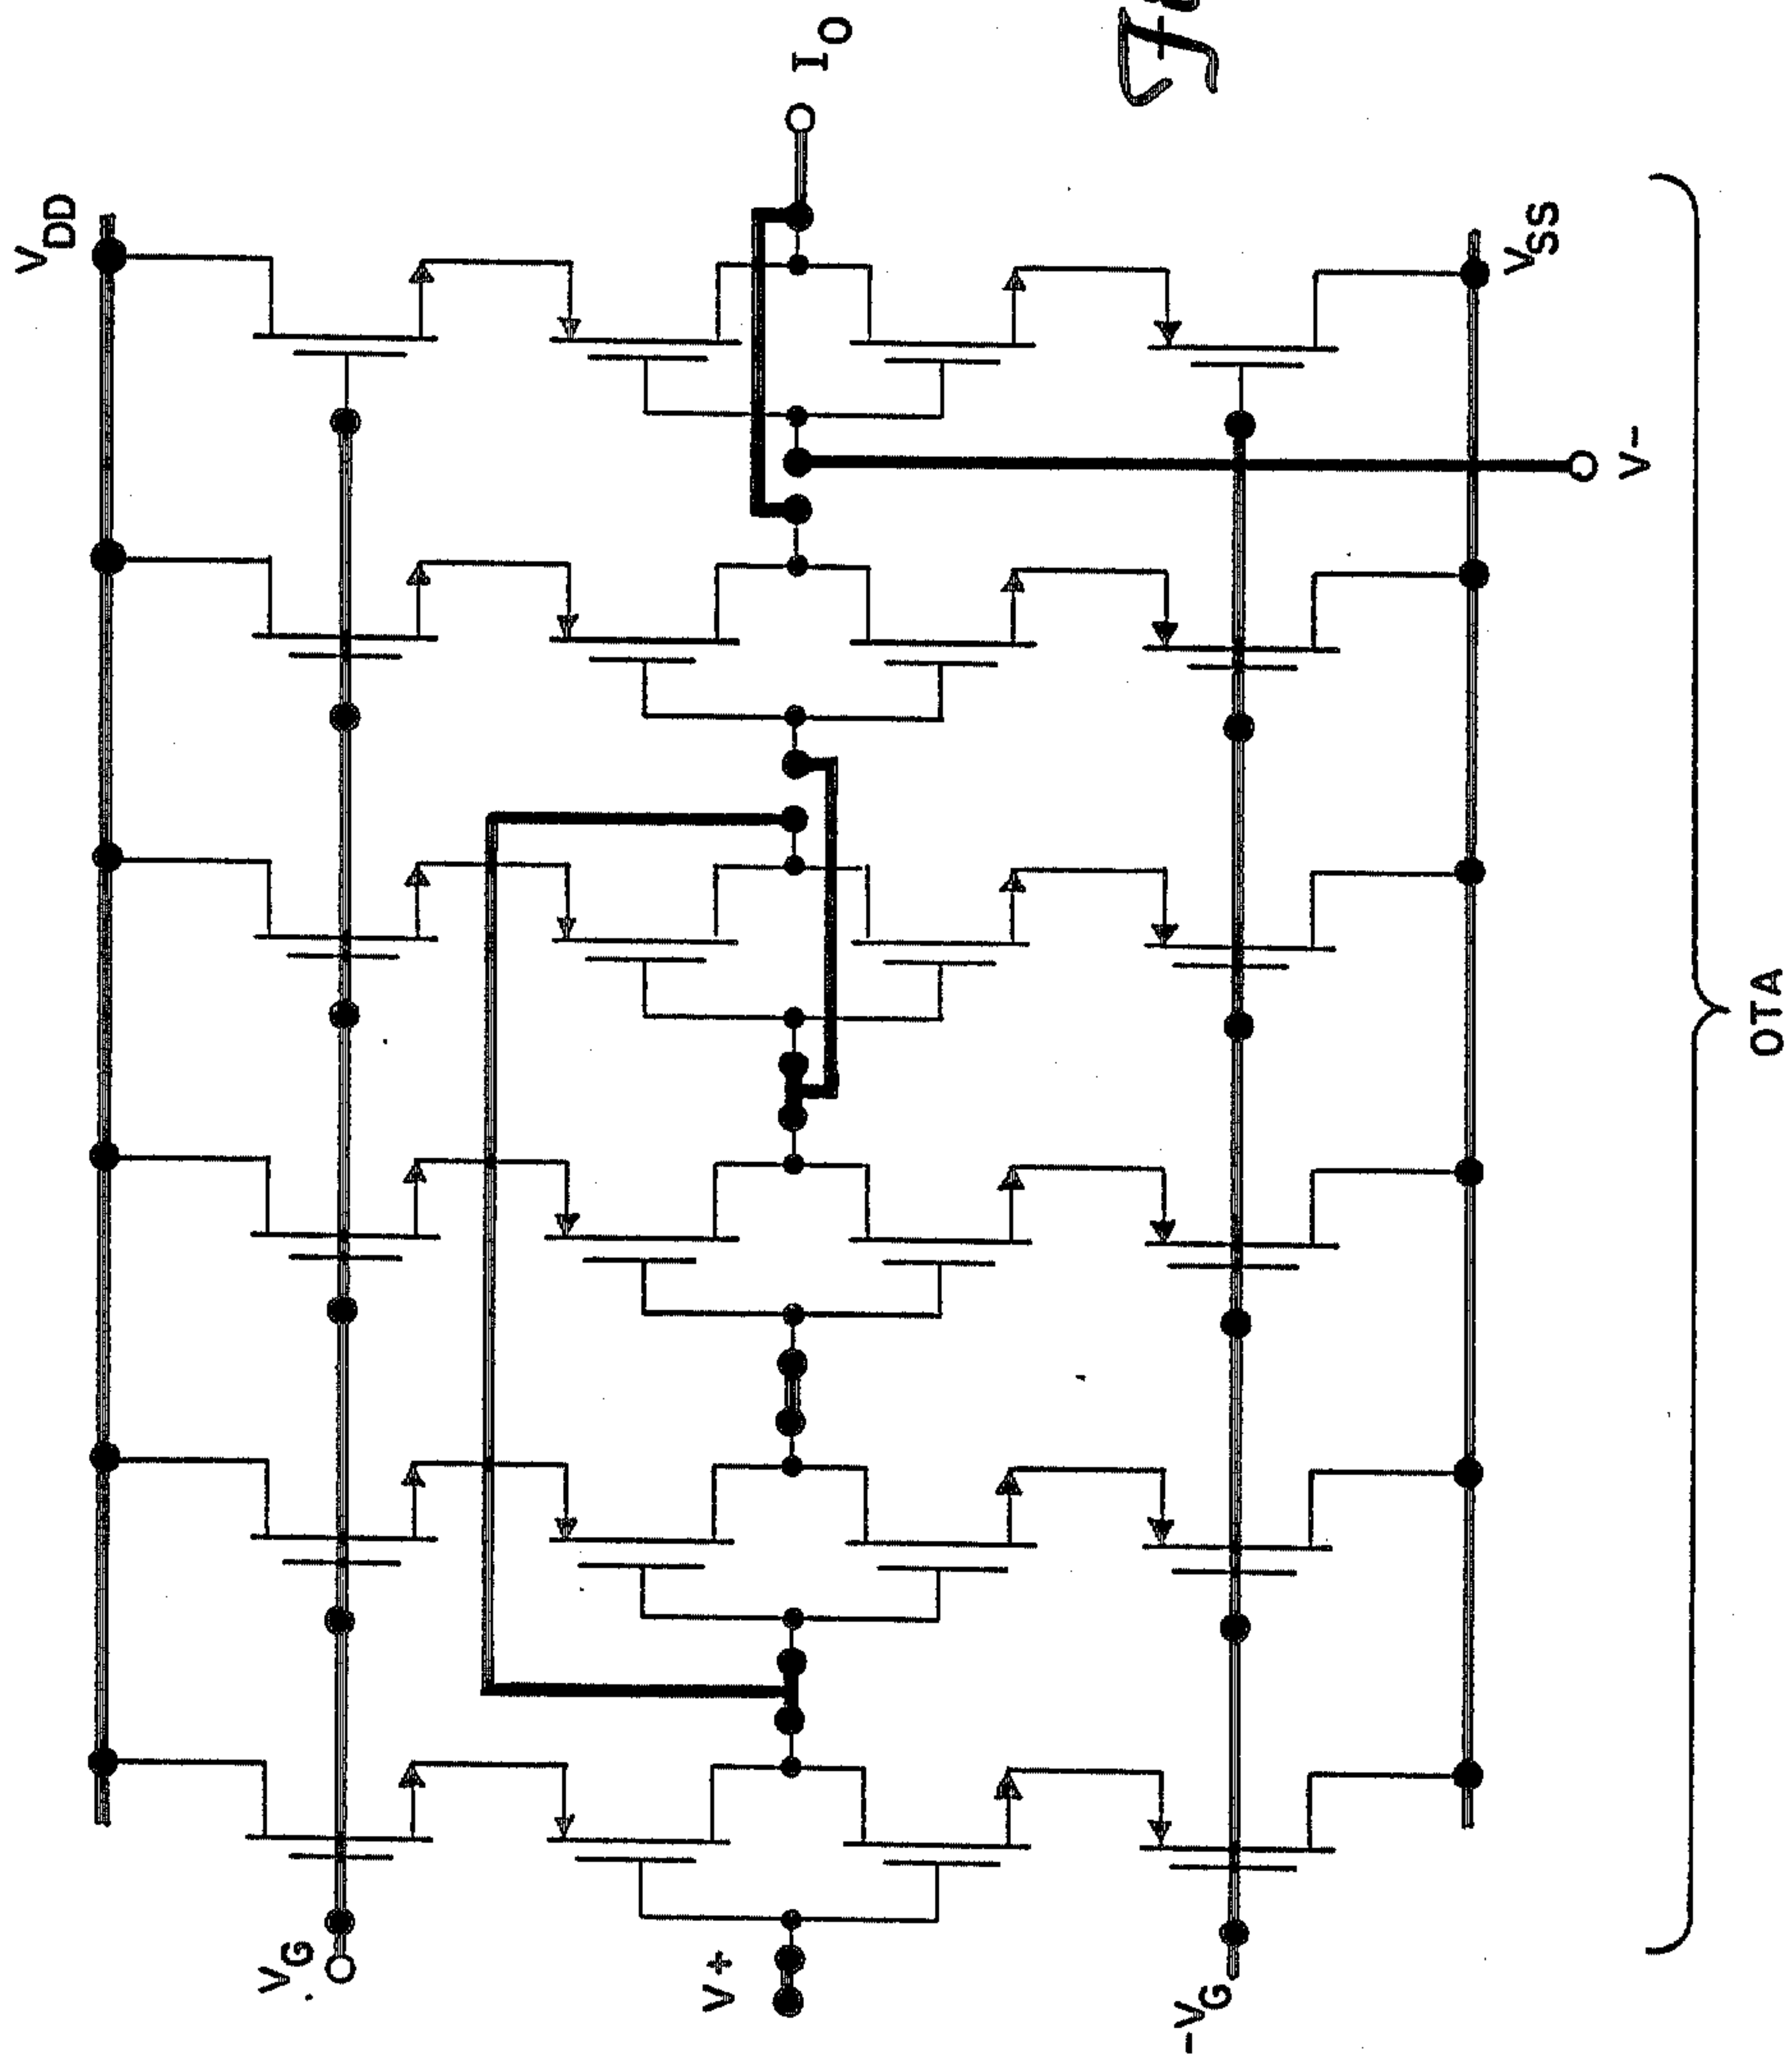 V_DD
I_O
V_SS
V-
V_G
V+
-V_G
OTA